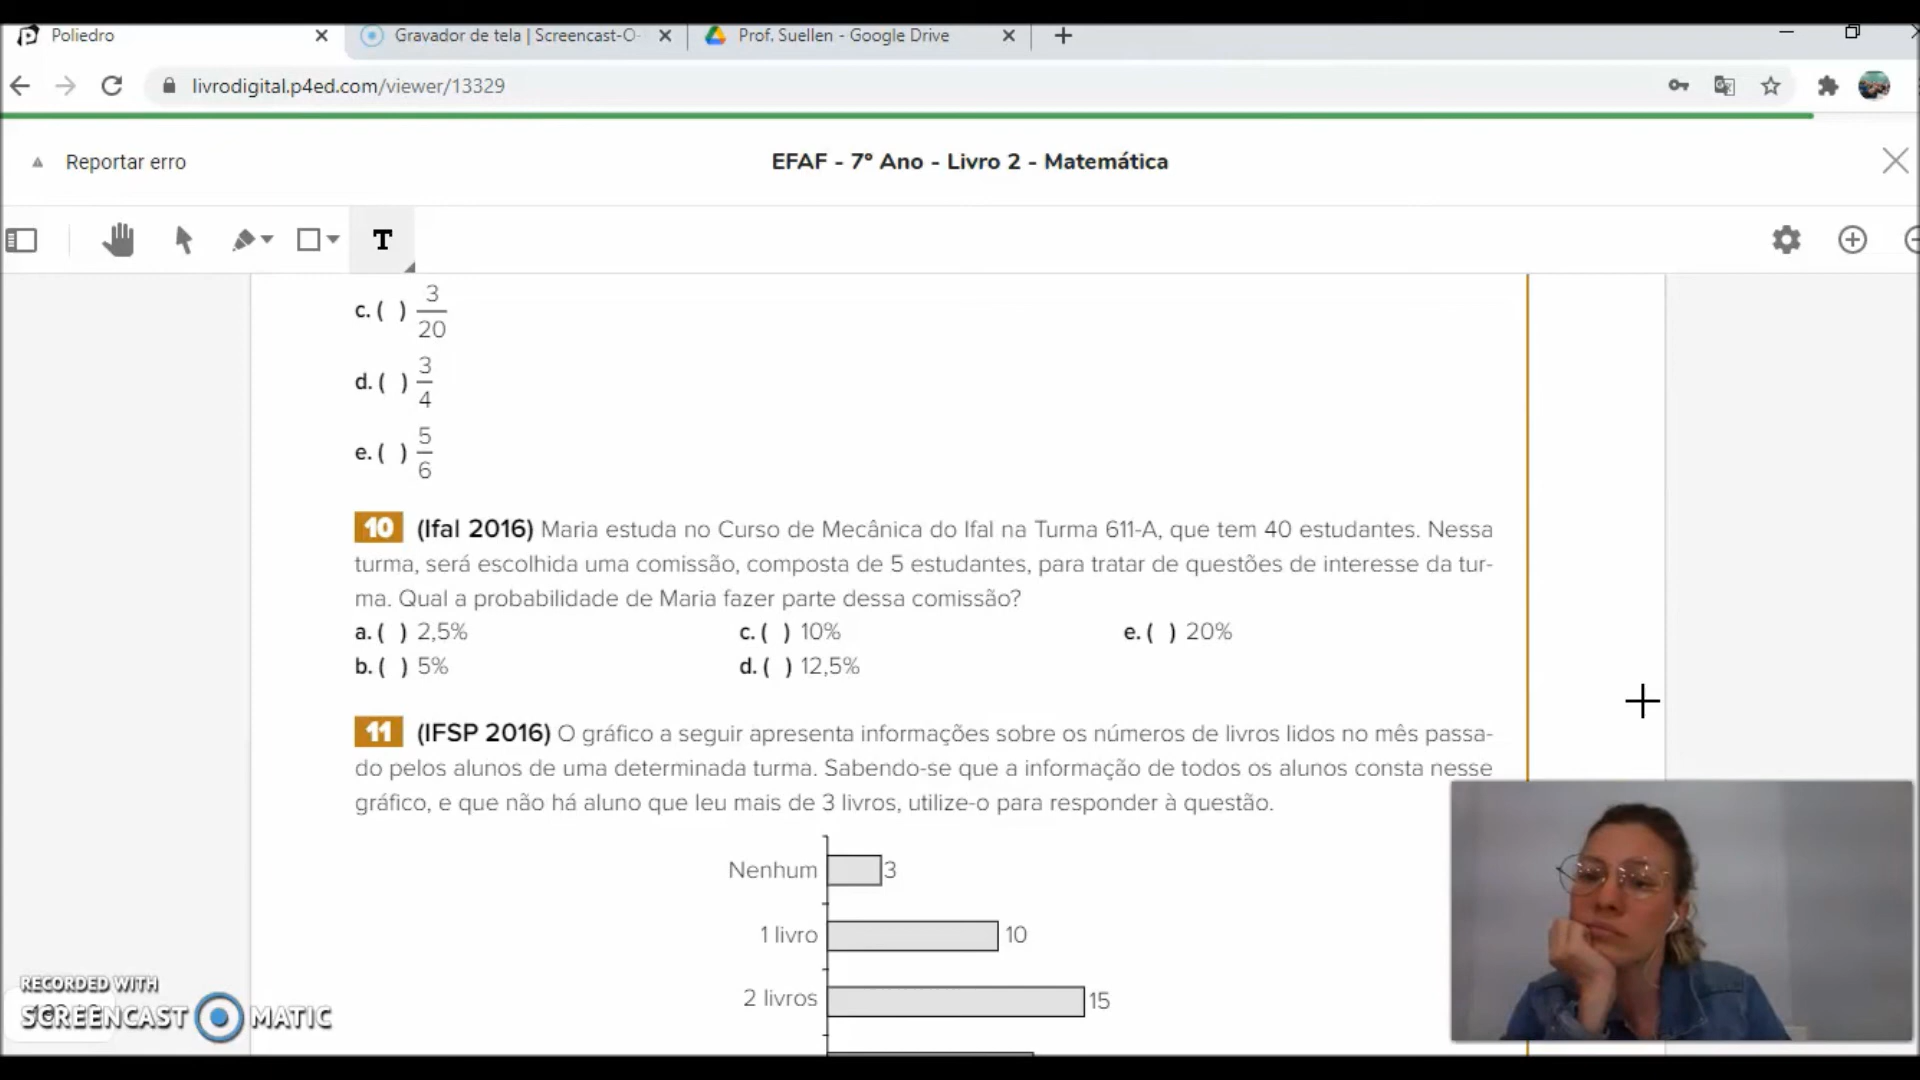 Poliedro
Gravador de tela | Screencast-O-
Prof. Suellen - Google Drive
livrodigital.p4ed.com/viewer/13329
Reportar erro
EFAF - 7º Ano - Livro 2 - Matemática
T
c. ( ) 3/20
d. ( ) 3/4
e. ( ) 5/6
10 (Ifal 2016) Maria estuda no Curso de Mecânica do Ifal na Turma 611-A, que tem 40 estudantes. Nessa
turma, será escolhida uma comissão, composta de 5 estudantes, para tratar de questões de interesse da tur-
ma. Qual a probabilidade de Maria fazer parte dessa comissão?
a. ( ) 2,5% c. ( ) 10% e. ( ) 20%
b. ( ) 5% d. ( ) 12,5%
11 (IFSP 2016) O gráfico a seguir apresenta informações sobre os números de livros lidos no mês passa-
do pelos alunos de uma determinada turma. Sabendo-se que a informação de todos os alunos consta nesse
gráfico, e que não há aluno que leu mais de 3 livros, utilize-o para responder à questão.
Nenhum 3
1 livro 10
2 livros 15
RECORDED WITH
SCREENCAST MATIC